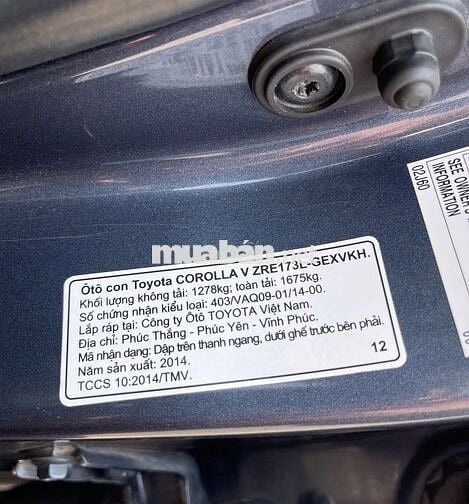 02J60
SEE OWNER'S
INFORMATION
muaban.net
Ôtô con Toyota COROLLA V ZRE173L-GEXVKH.
Khối lượng không tải: 1278kg; toàn tải: 1675kg.
Số chứng nhận kiểu loại: 403/VAQ09-01/14-00.
Lắp ráp tại: Công ty Ôtô TOYOTA Việt Nam.
Địa chỉ: Phúc Thắng - Phúc Yên - Vĩnh Phúc.
Mã nhận dạng: Dập trên thanh ngang, dưới ghế trước bên phải.
Năm sản xuất: 2014. 12
TCCS 10:2014/TMV.